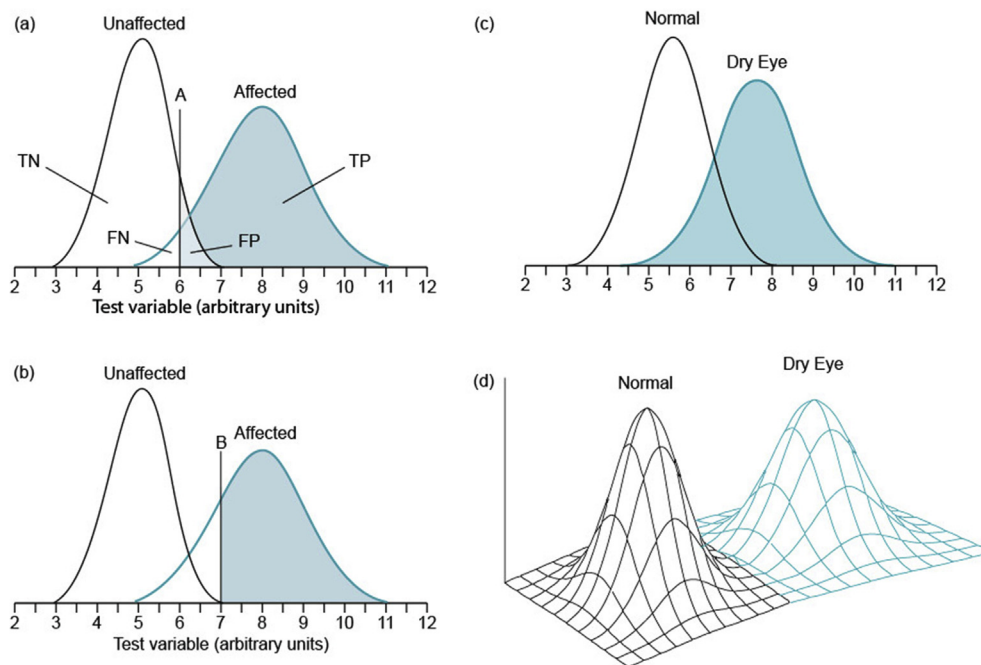 (a)
Unaffected
A
Affected
TN
TP
FN
FP
2 3 4 5 6 7 8 9 10 11 12
Test variable (arbitrary units)
(c)
Normal
Dry Eye
2 3 4 5 6 7 8 9 10 11 12
(b)
Unaffected
B
Affected
2 3 4 5 6 7 8 9 10 11 12
Test variable (arbitrary units)
(d)
Normal
Dry Eye